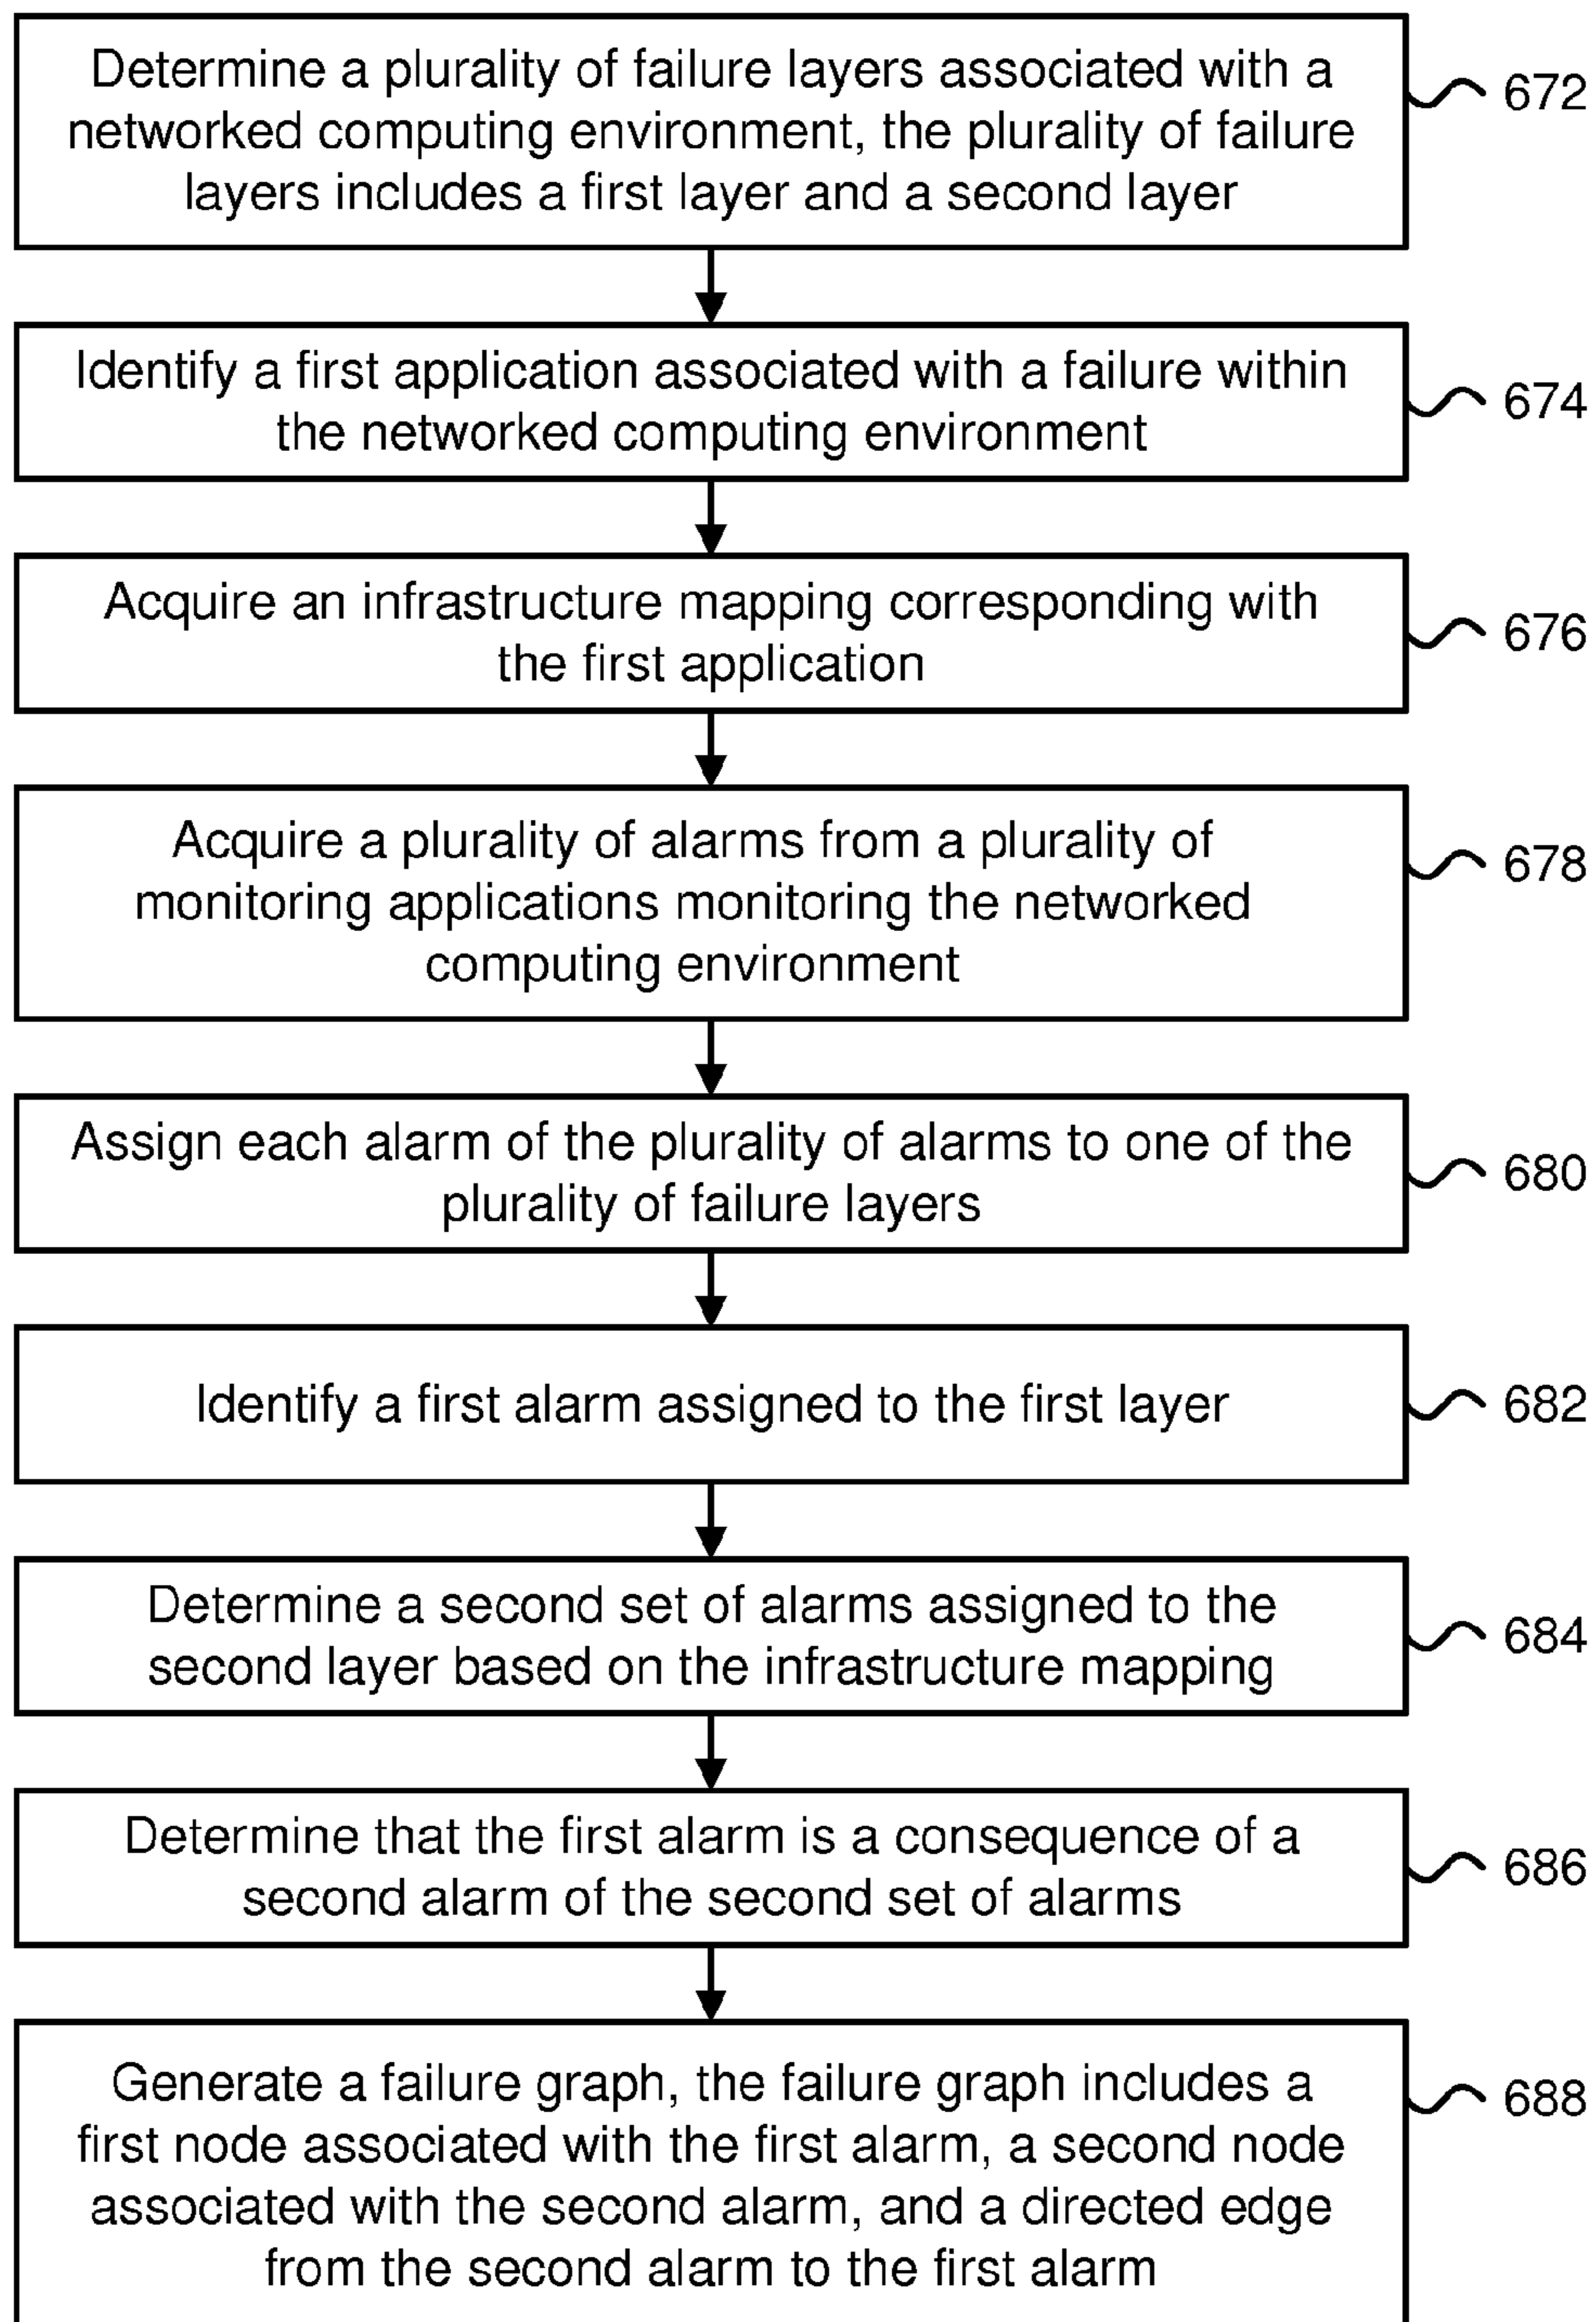 Determine a plurality of failure layers associated with a
networked computing environment, the plurality of failure
layers includes a first layer and a second layer
672
Identify a first application associated with a failure within
the networked computing environment
674
Acquire an infrastructure mapping corresponding with
the first application
676
Acquire a plurality of alarms from a plurality of
monitoring applications monitoring the networked
computing environment
678
Assign each alarm of the plurality of alarms to one of the
plurality of failure layers
680
Identify a first alarm assigned to the first layer
682
Determine a second set of alarms assigned to the
second layer based on the infrastructure mapping
684
Determine that the first alarm is a consequence of a
second alarm of the second set of alarms
686
Generate a failure graph, the failure graph includes a
first node associated with the first alarm, a second node
associated with the second alarm, and a directed edge
from the second alarm to the first alarm
688